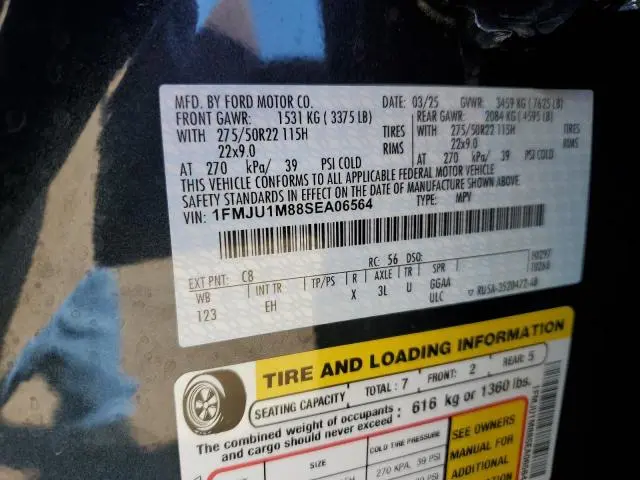 MFD. BY FORD MOTOR CO.
DATE: 03/25 GVWR: 3459 KG ( 7625 LB)
FRONT GAWR: 1531 KG ( 3375 LB)
REAR GAWR: 2084 KG ( 4595 LB)
WITH 275/50R22 115H TIRES
WITH 275/50R22 115H TIRES
22x9.0 RIMS
22x9.0 RIMS
AT 270 kPa/ 39 PSI COLD
AT 270 kPa/ 39 PSI COLD
THIS VEHICLE CONFORMS TO ALL APPLICABLE FEDERAL MOTOR VEHICLE
SAFETY STANDARDS IN EFFECT ON THE DATE OF MANUFACTURE SHOWN ABOVE.
VIN: 1FMJU1M88SEA06564
TYPE: MPV
EXT PNT: C8 RC: 56 DSO:
WB INT TR TP/PS R AXLE TR SPR
123 EH X 3L U GGAA
ULC
TIRE AND LOADING INFORMATION
SEATING CAPACITY TOTAL: 7 FRONT: 2 REAR: 5
The combined weight of occupants and cargo should never exceed : 616 kg or 1360 lbs.
SIZE COLD TIRE PRESSURE
270 KPA, 39 PSI
SEE OWNERS
MANUAL FOR
ADDITIONAL